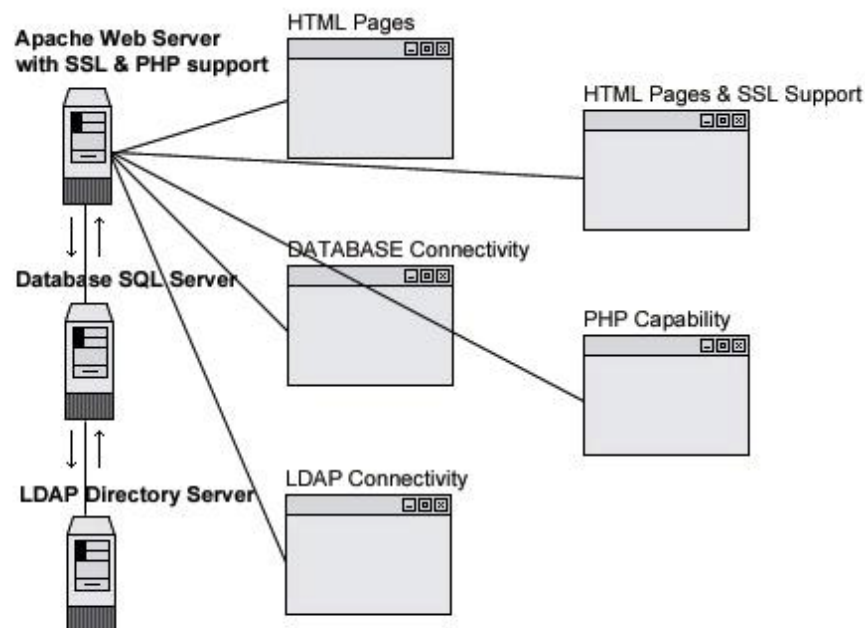 HTML Pages
Apache Web Server
with SSL & PHP support
HTML Pages & SSL Support
DATABASE Connectivity
Database SQL Server
PHP Capability
LDAP Connectivity
LDAP Directory Server